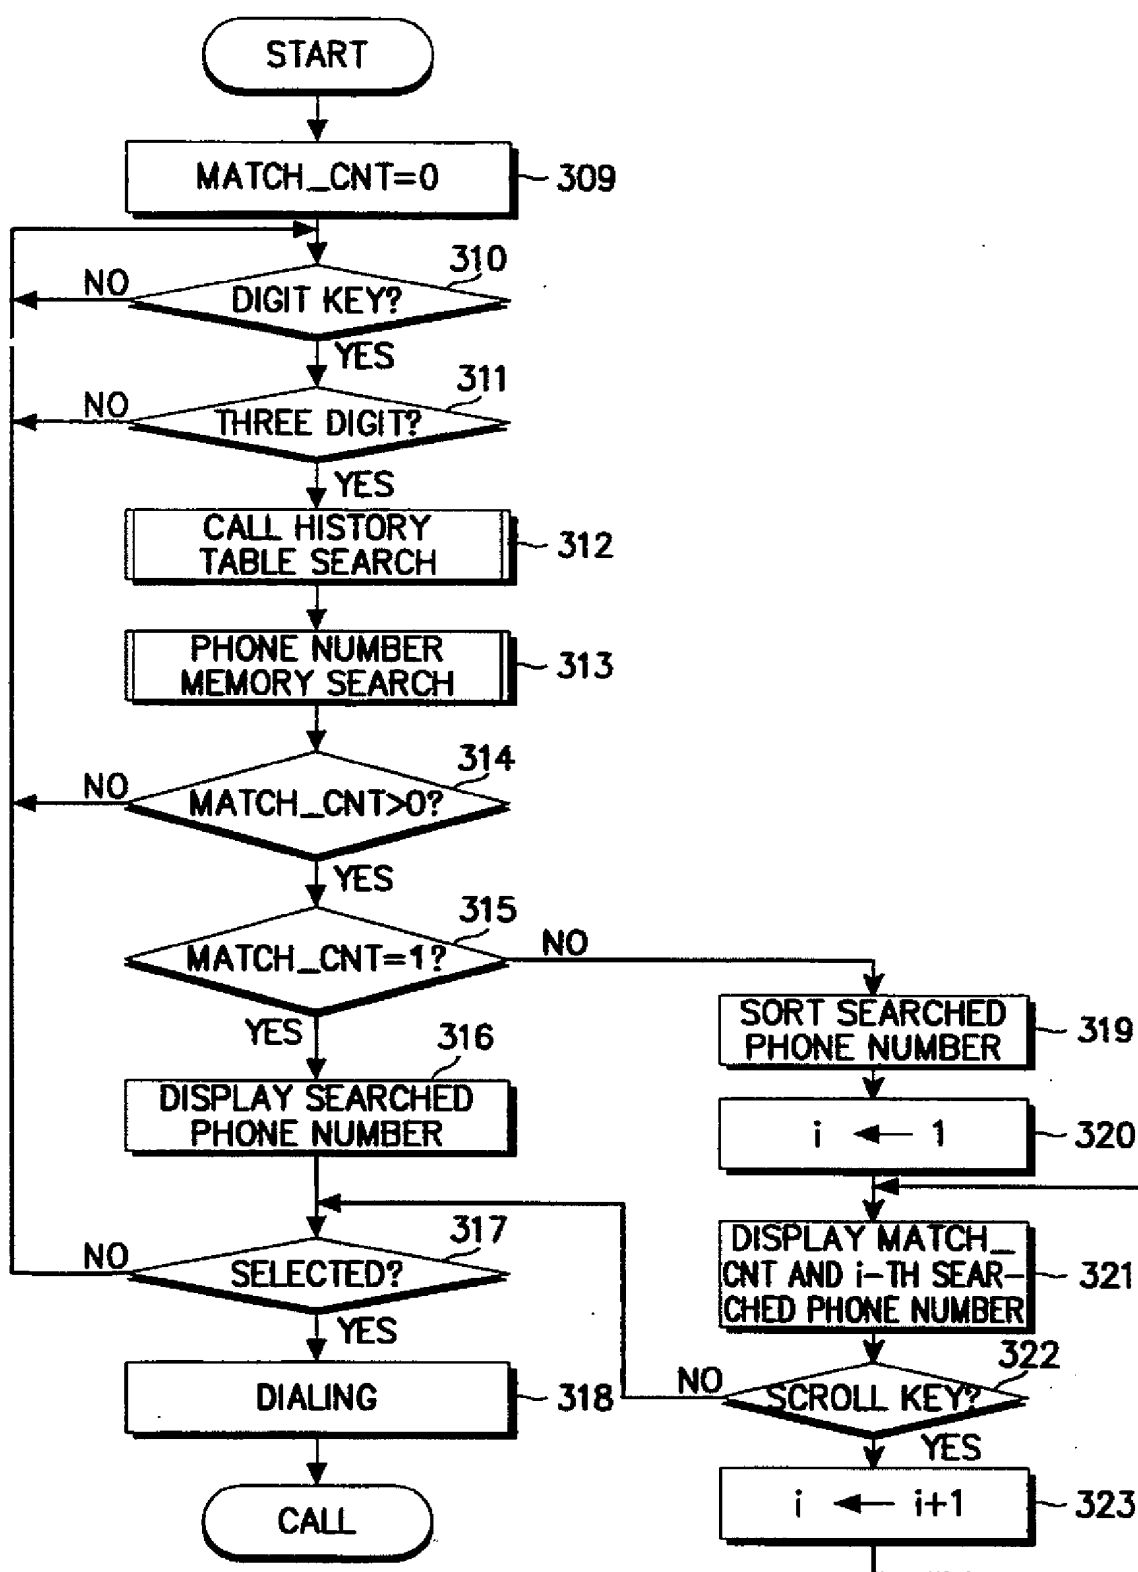 START
MATCH_CNT=0
309
310
NO
DIGIT KEY?
YES
311
NO
THREE DIGIT?
YES
CALL HISTORY
TABLE SEARCH
312
PHONE NUMBER
MEMORY SEARCH
313
314
NO
MATCH_CNT>0?
YES
315
MATCH_CNT=1?
NO
YES
316
DISPLAY SEARCHED
PHONE NUMBER
317
NO
SELECTED?
YES
DIALING
318
CALL
SORT SEARCHED
PHONE NUMBER
319
i ← 1
320
DISPLAY MATCH_
CNT AND i-TH SEAR-
CHED PHONE NUMBER
321
322
NO
SCROLL KEY?
YES
i ← i+1
323